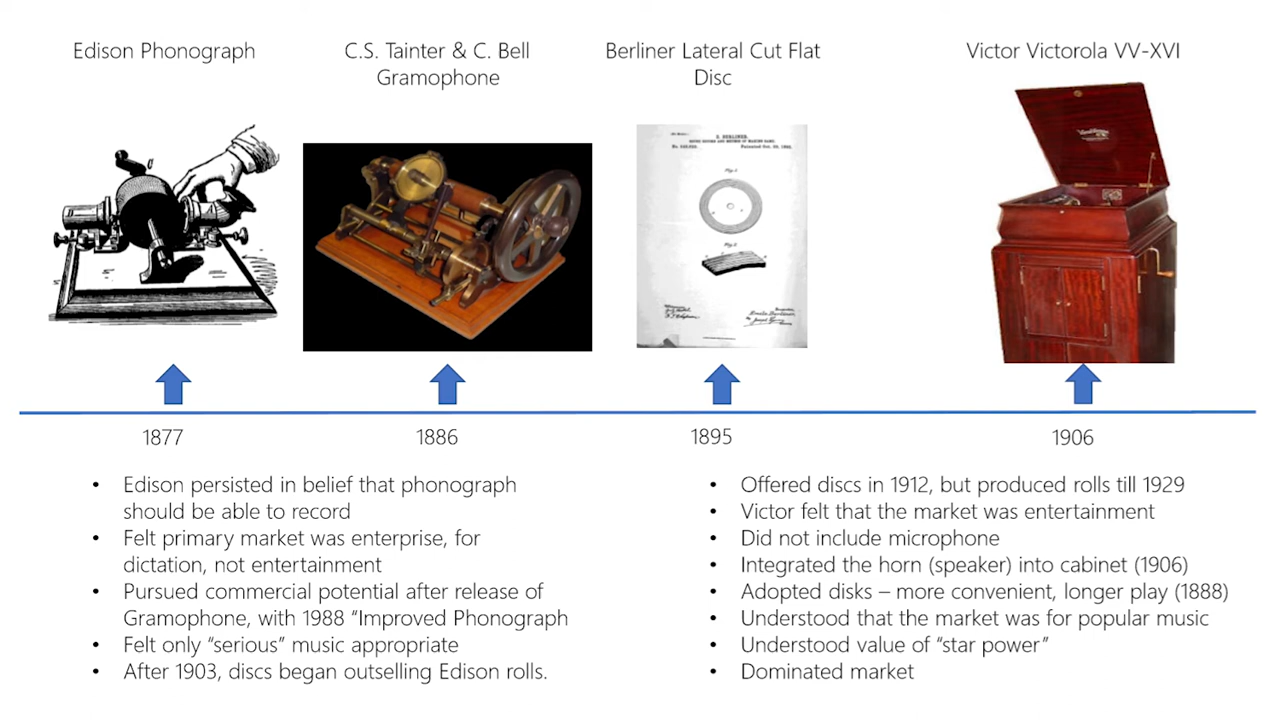 Edison Phonograph
C.S. Tainter & C. Bell
Gramophone
Berliner Lateral Cut Flat
Disc
Victor Victorola VV-XVI
E. BERLINER.
Fig. 1
Fig. 2
1877
1886
1895
1906
• Edison persisted in belief that phonograph
should be able to record
• Felt primary market was enterprise, for
dictation, not entertainment
• Pursued commercial potential after release of
Gramophone, with 1988 “Improved Phonograph
• Felt only “serious” music appropriate
• After 1903, discs began outselling Edison rolls.
• Offered discs in 1912, but produced rolls till 1929
• Victor felt that the market was entertainment
• Did not include microphone
• Integrated the horn (speaker) into cabinet (1906)
• Adopted disks – more convenient, longer play (1888)
• Understood that the market was for popular music
• Understood value of “star power”
• Dominated market